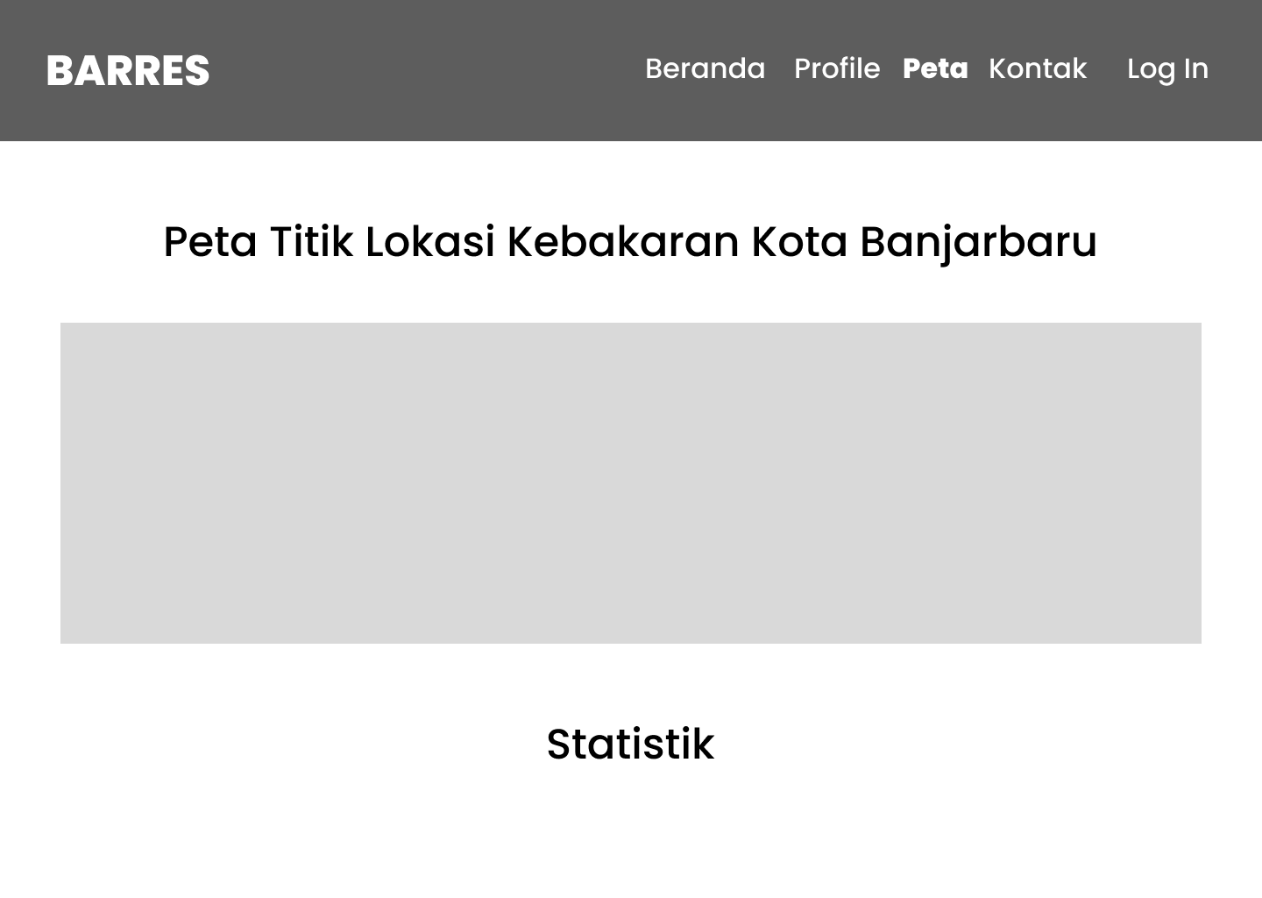 BARRES
Beranda Profile Peta Kontak Log In
Peta Titik Lokasi Kebakaran Kota Banjarbaru
Statistik